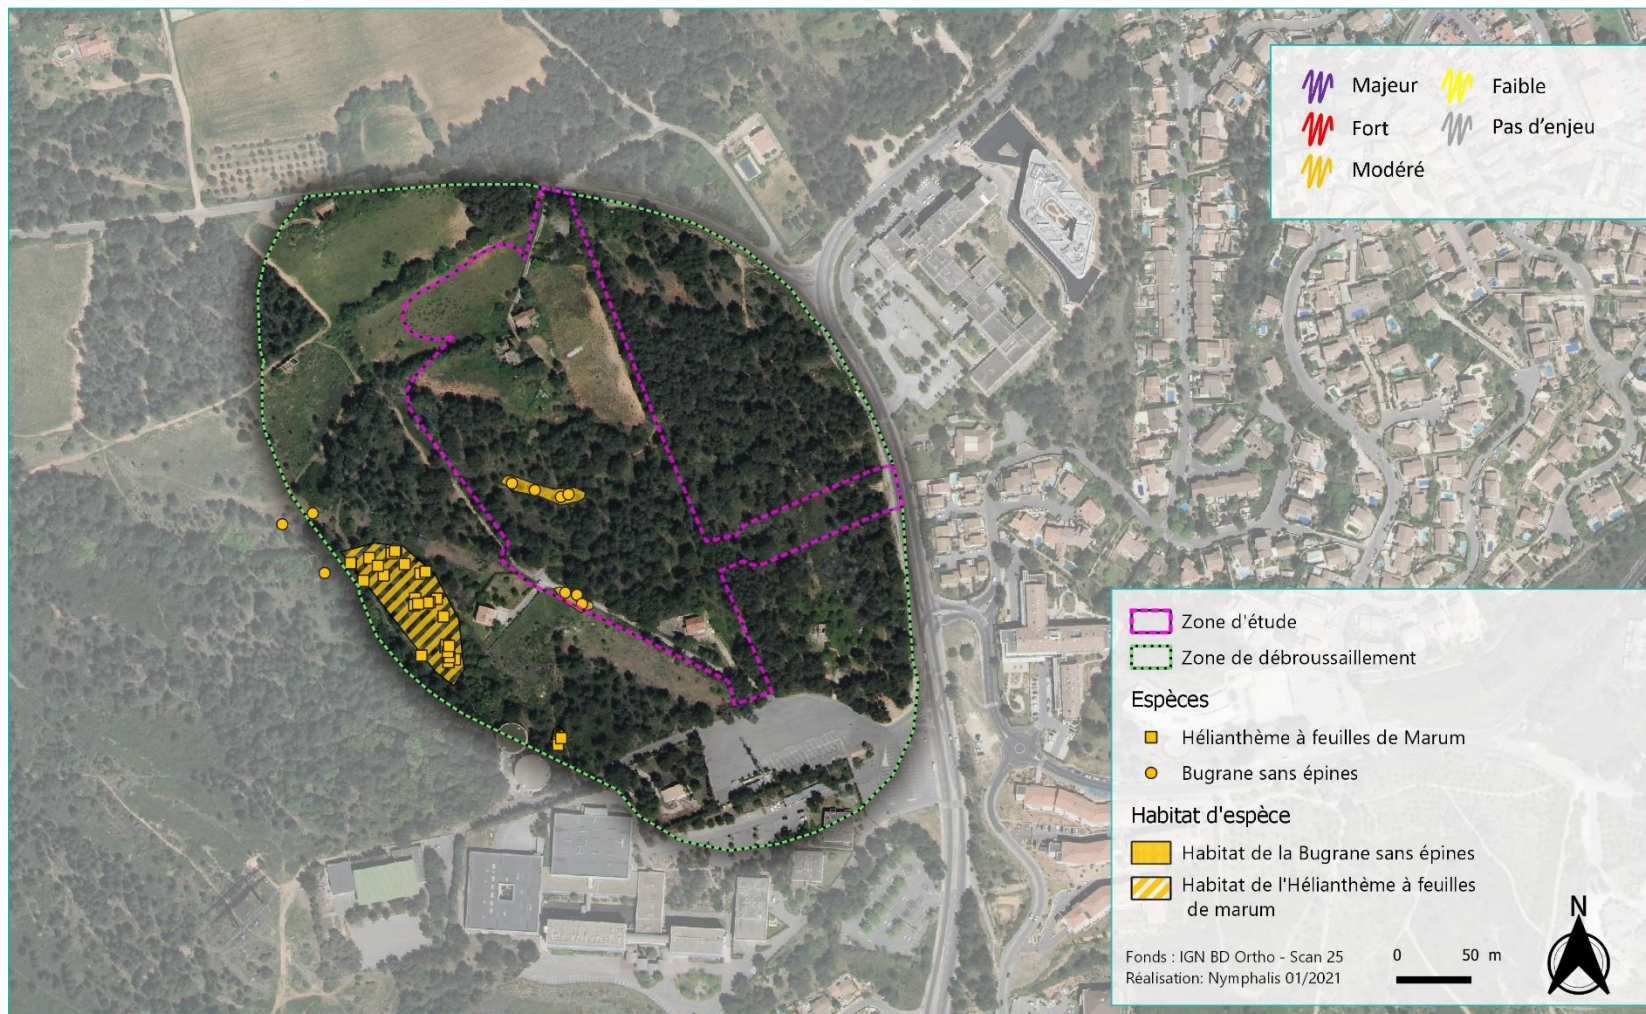 Majeur
Faible
Fort
Pas d'enjeu
Modéré
Zone d'étude
Zone de débroussaillement
Espèces
Hélianthème à feuilles de Marum
Bugrane sans épines
Habitat d'espèce
Habitat de la Bugrane sans épines
Habitat de l'Hélianthème à feuilles
de marum
Fonds : IGN BD Ortho - Scan 25
Réalisation: Nymphalis 01/2021
0 50 m
N